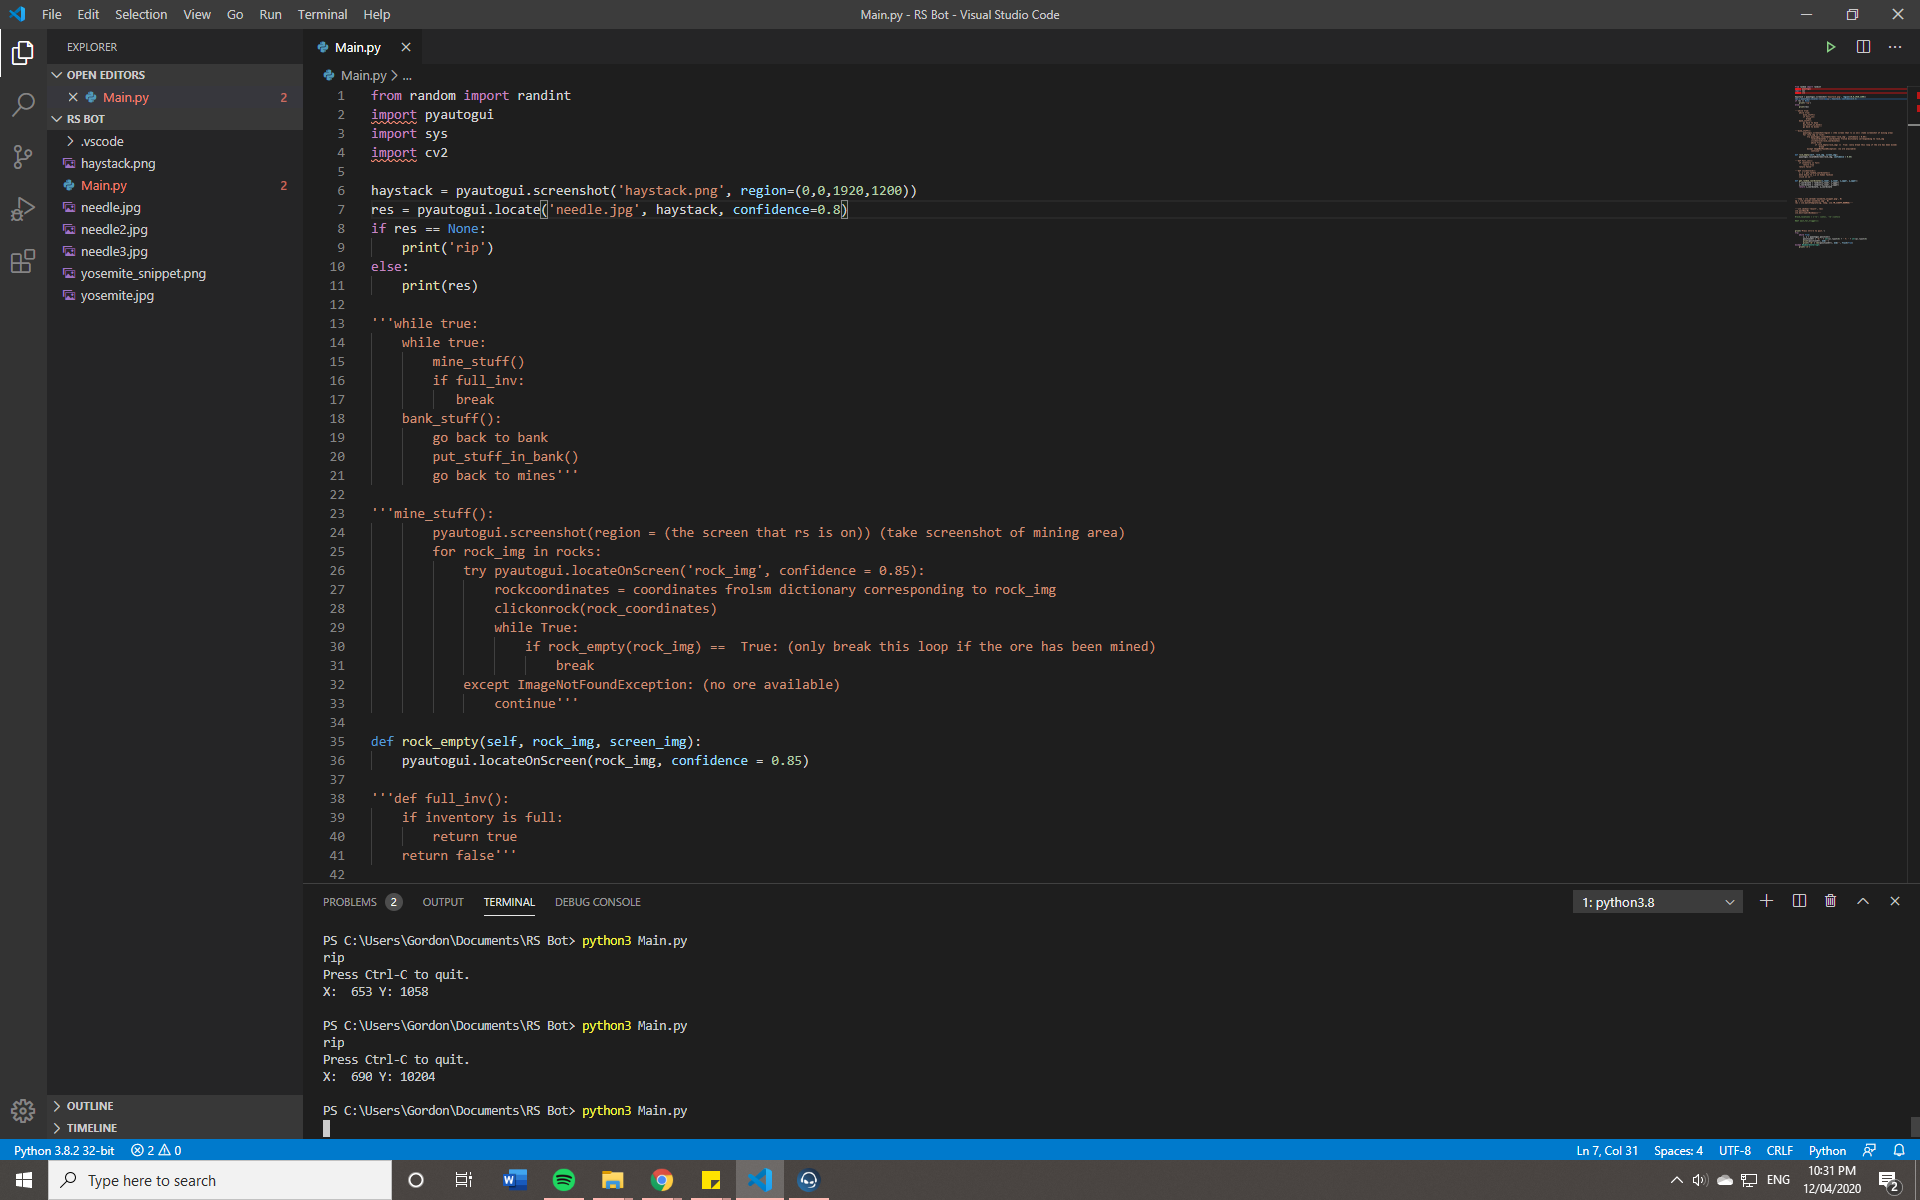 File Edit Selection View Go Run Terminal Help
Main.py - RS Bot - Visual Studio Code
EXPLORER
OPEN EDITORS
Main.py 2
RS BOT
.vscode
haystack.png
Main.py 2
needle.jpg
needle2.jpg
needle3.jpg
yosemite_snippet.png
yosemite.jpg
OUTLINE
TIMELINE
Main.py
Main.py > ...
1 from random import randint
2 import pyautogui
3 import sys
4 import cv2
5
6 haystack = pyautogui.screenshot('haystack.png', region=(0,0,1920,1200))
7 res = pyautogui.locate('needle.jpg', haystack, confidence=0.8)
8 if res == None:
9     print('rip')
10 else:
11     print(res)
12
13 '''while true:
14     while true:
15         mine_stuff()
16         if full_inv:
17            break
18     bank_stuff():
19         go back to bank
20         put_stuff_in_bank()
21         go back to mines'''
22
23 '''mine_stuff():
24         pyautogui.screenshot(region = (the screen that rs is on)) (take screenshot of mining area)
25         for rock_img in rocks:
26             try pyautogui.locateOnScreen('rock_img', confidence = 0.85):
27                 rockcoordinates = coordinates frolsm dictionary corresponding to rock_img
28                 clickonrock(rock_coordinates)
29                 while True:
30                     if rock_empty(rock_img) ==  True: (only break this loop if the ore has been mined)
31                         break
32             except ImageNotFoundException: (no ore available)
33                 continue'''
34
35 def rock_empty(self, rock_img, screen_img):
36     pyautogui.locateOnScreen(rock_img, confidence = 0.85)
37
38 '''def full_inv():
39     if inventory is full:
40         return true
41     return false'''
42
PROBLEMS 2 OUTPUT TERMINAL DEBUG CONSOLE
1: python3.8
PS C:\Users\Gordon\Documents\RS Bot> python3 Main.py
rip
Press Ctrl-C to quit.
X:  653 Y: 1058
PS C:\Users\Gordon\Documents\RS Bot> python3 Main.py
rip
Press Ctrl-C to quit.
X:  690 Y: 10204
PS C:\Users\Gordon\Documents\RS Bot> python3 Main.py
Python 3.8.2 32-bit 2 0
Ln 7, Col 31 Spaces: 4 UTF-8 CRLF Python
Type here to search
ENG
10:31 PM
12/04/2020
2